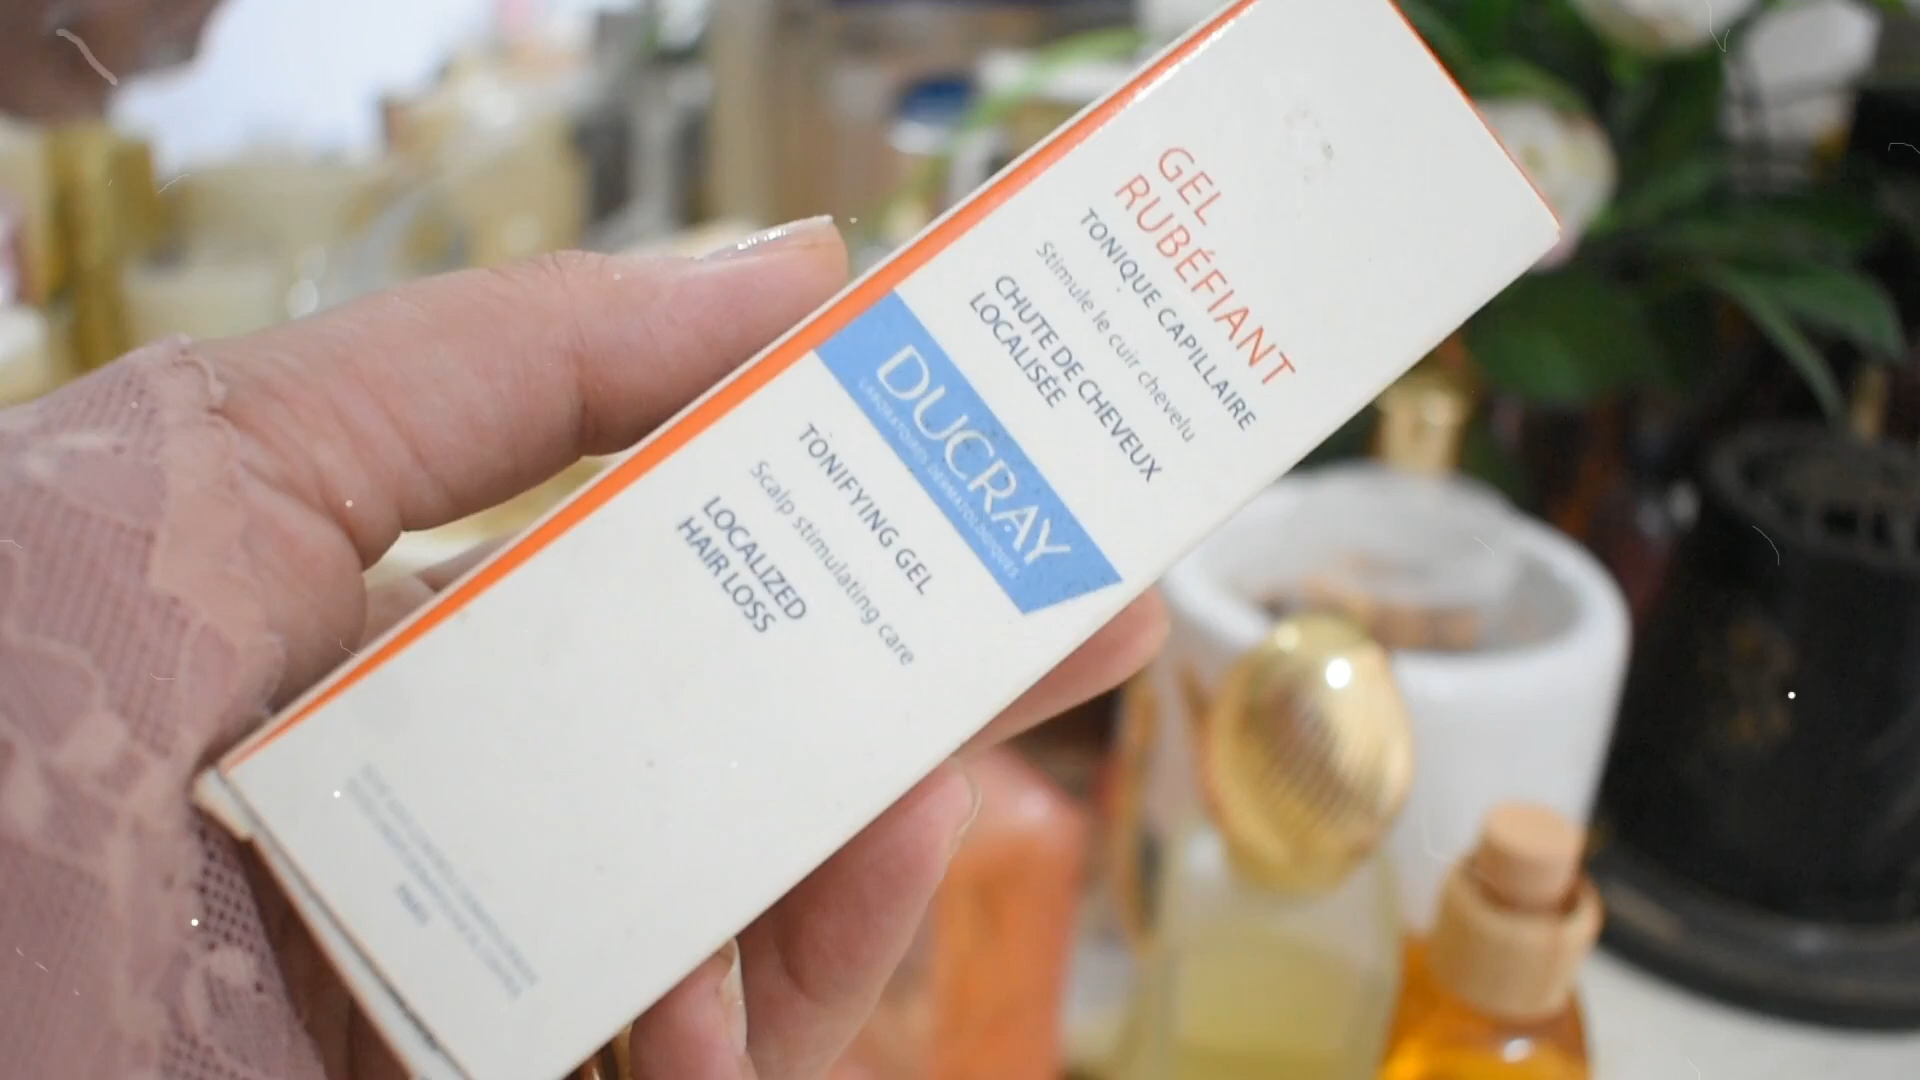 GEL
RUBÉFIANT
TONIQUE CAPILLAIRE
Stimule le cuir chevelu
CHUTE DE CHEVEUX
LOCALISÉE
DUCRAY
LABORATOIRES DERMATOLOGIQUES
TONIFYING GEL
Scalp stimulating care
LOCALIZED
HAIR LOSS
PARIS